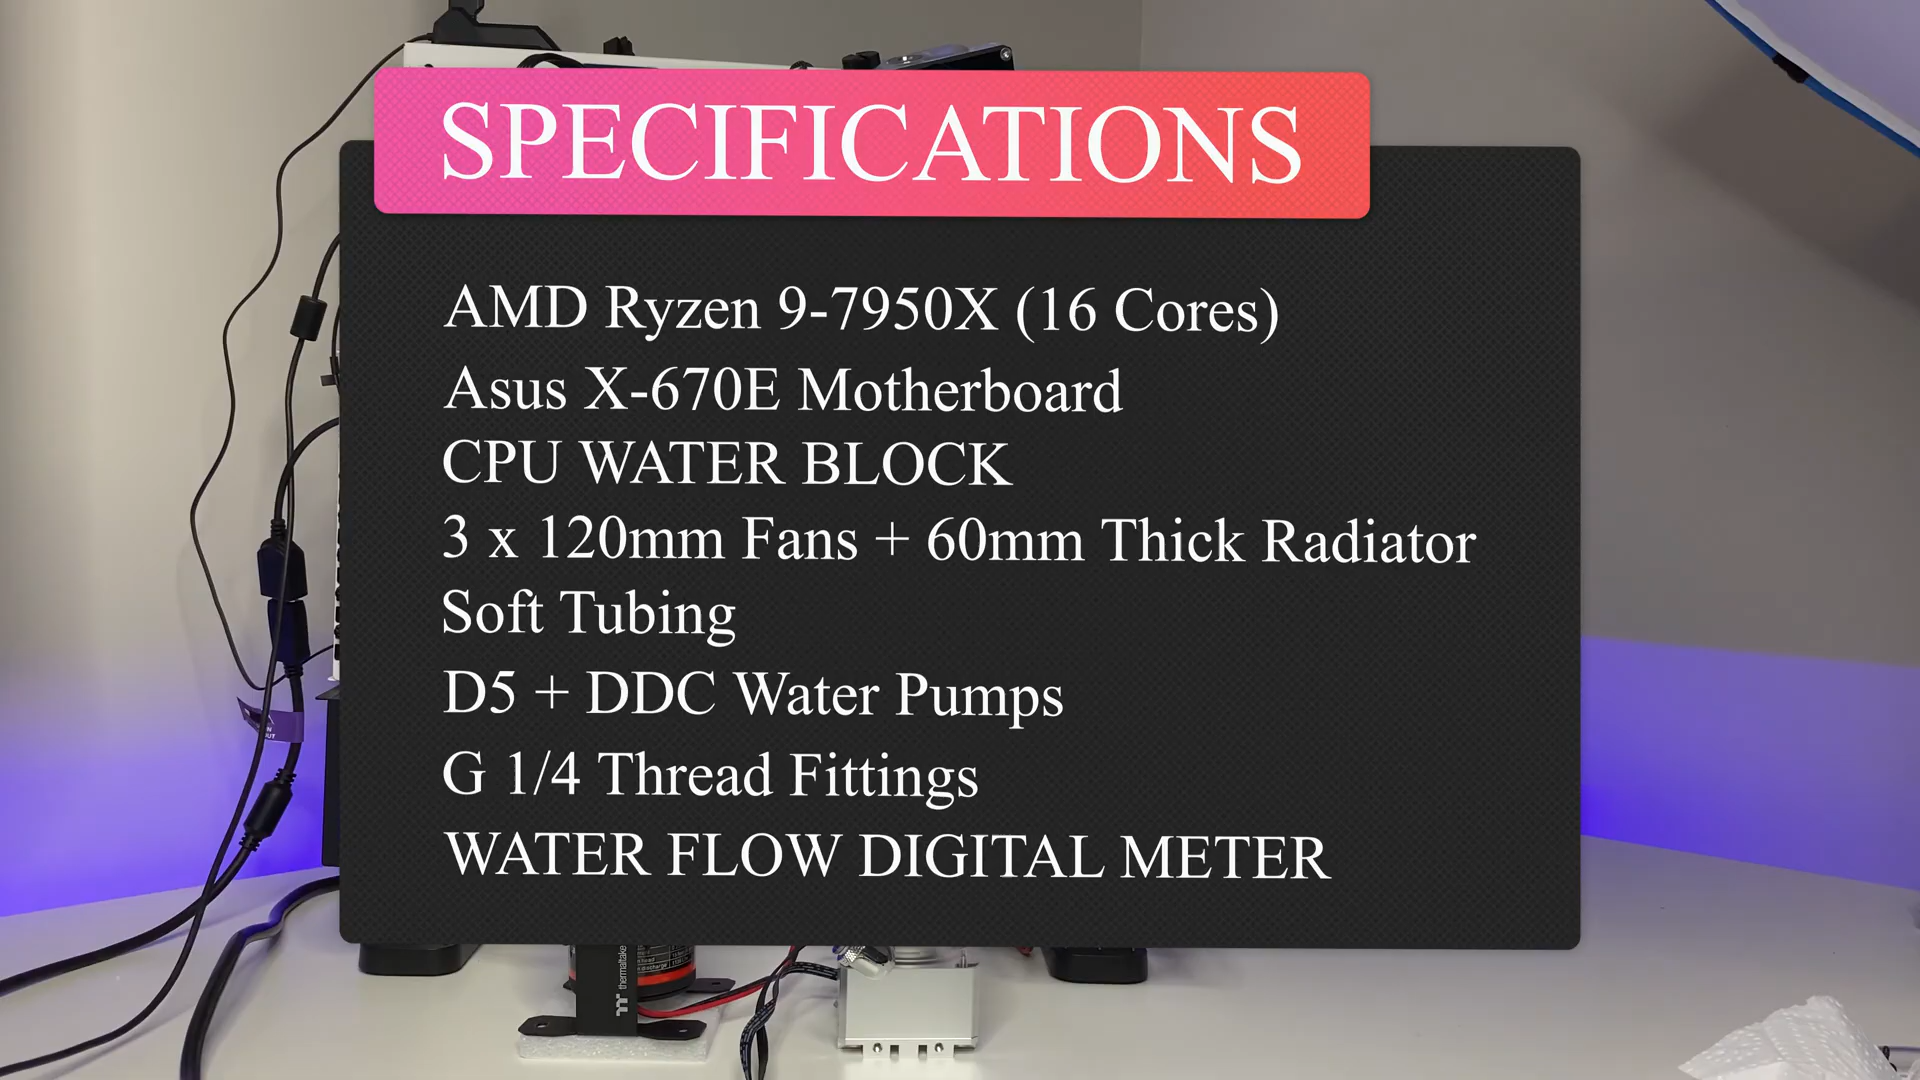 SPECIFICATIONS
AMD Ryzen 9-7950X (16 Cores)
Asus X-670E Motherboard
CPU WATER BLOCK
3 x 120mm Fans + 60mm Thick Radiator
Soft Tubing
D5 + DDC Water Pumps
G 1/4 Thread Fittings
WATER FLOW DIGITAL METER
thermaltake